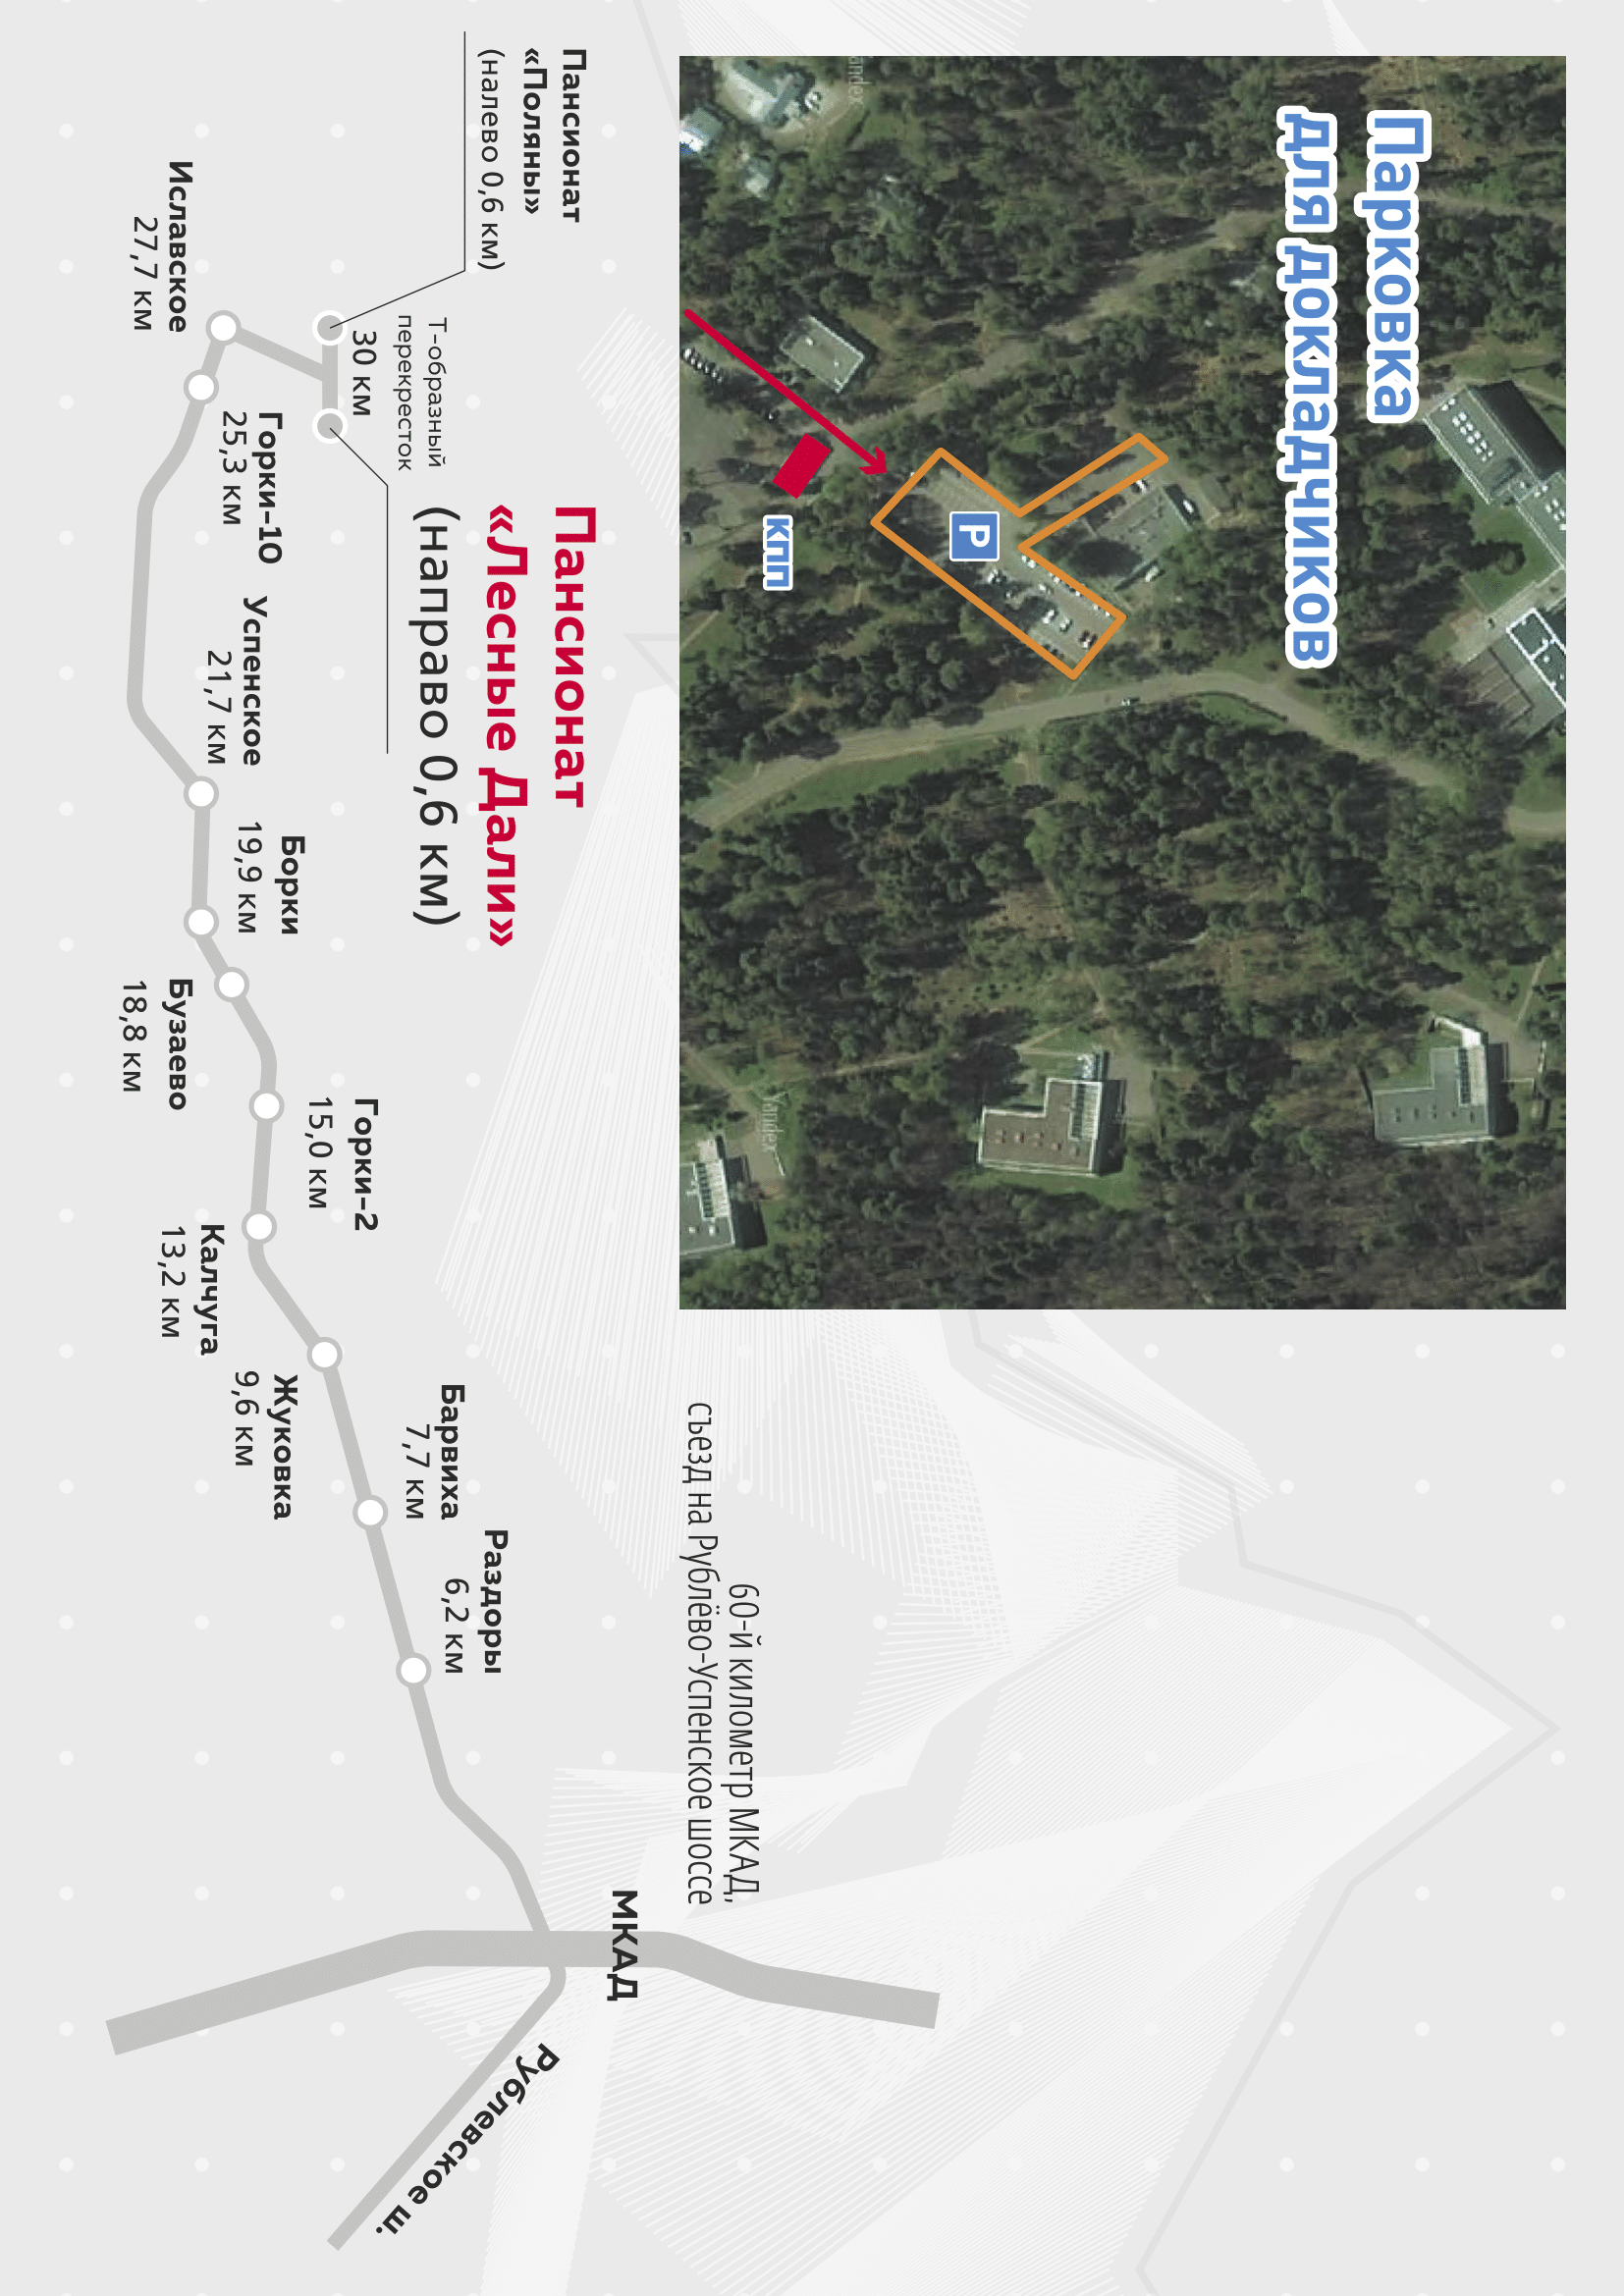 Парковка
для докладчиков
P
КПП
Yandex
60-й километр МКАД,
съезд на Рублёво-Успенское шоссе
МКАД
Рублевское ш.
Пансионат
«Поляны»
(налево 0,6 км)
Т-образный
перекресток
30 км
Пансионат
«Лесные Дали»
(направо 0,6 км)
Раздоры
6,2 км
Барвиха
7,7 км
Жуковка
9,6 км
Калчуга
13,2 км
Горки-2
15,0 км
Бузаево
18,8 км
Борки
19,9 км
Успенское
21,7 км
Горки-10
25,3 км
Иславское
27,7 км